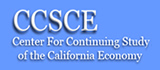 CCSCE
Center For Continuing Study
of the California Economy